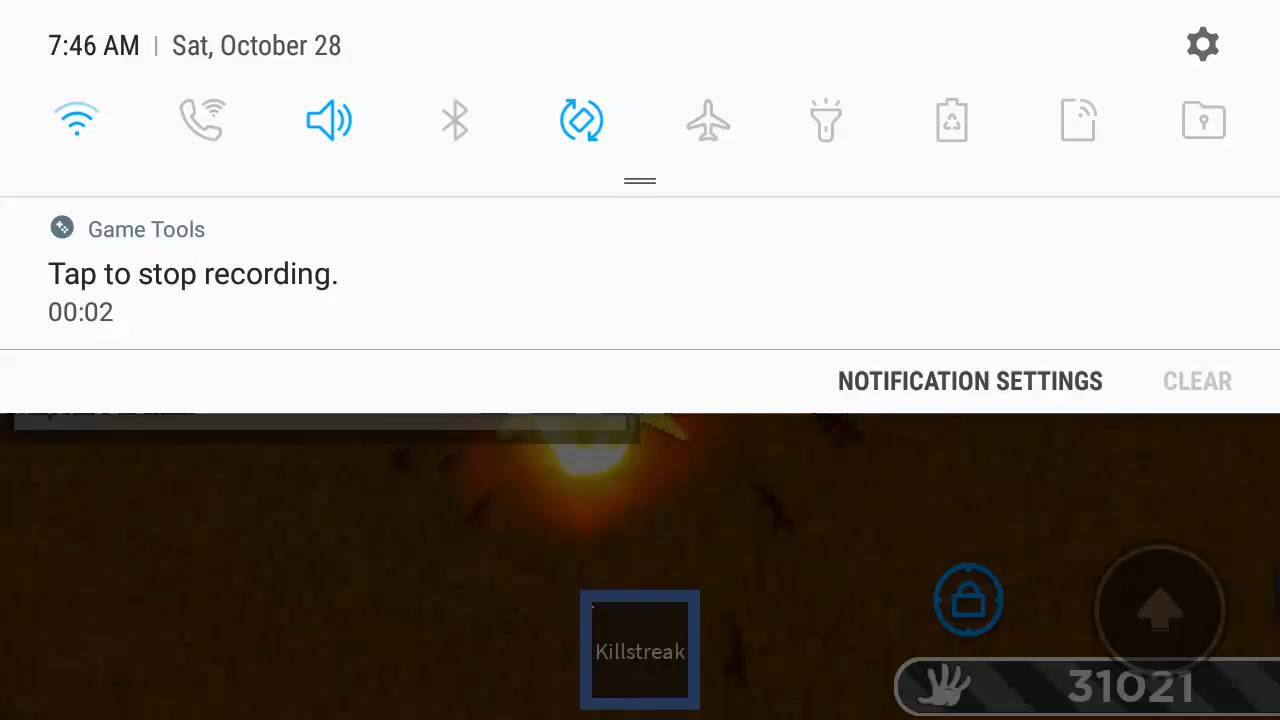 7:46 AM | Sat, October 28
Game Tools
Tap to stop recording.
00:02
NOTIFICATION SETTINGS
CLEAR
Killstreak
31021